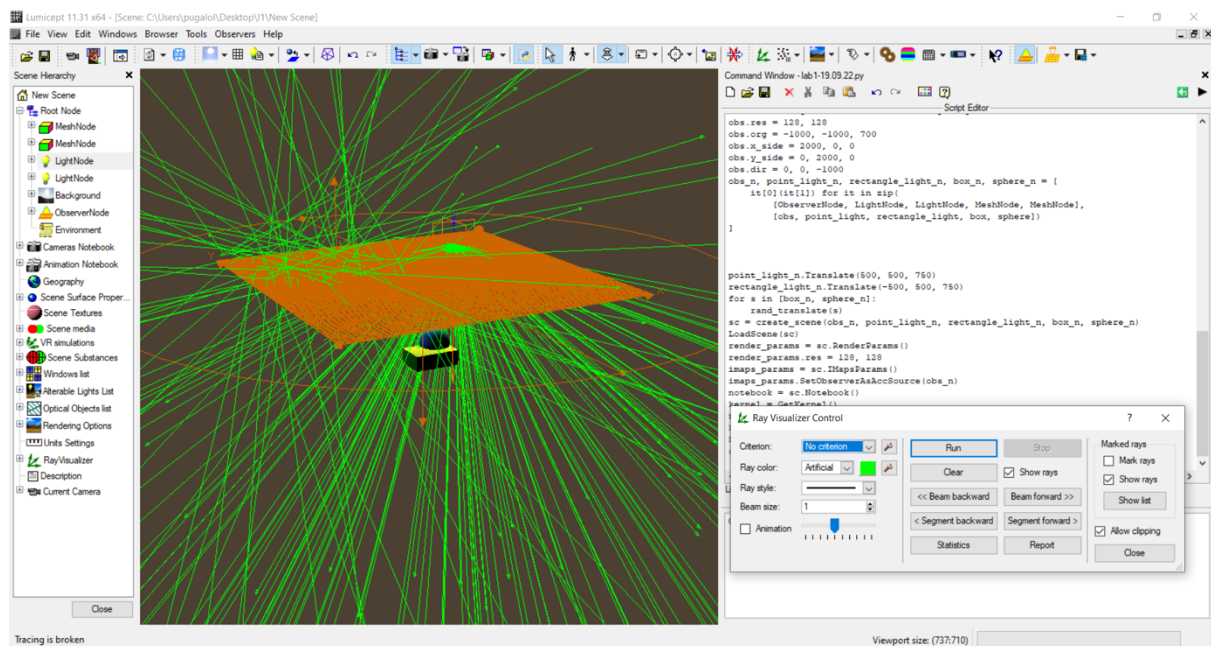 Lumicept 11.31 x64 - [Scene: C:\Users\pugalol\Desktop\l1\New Scene]
File View Edit Windows Browser Tools Observers Help
Scene Hierarchy
New Scene
Root Node
MeshNode
MeshNode
LightNode
LightNode
Background
ObserverNode
Environment
Cameras Notebook
Animation Notebook
Geography
Scene Surface Proper...
Scene Textures
Scene media
VR simulations
Scene Substances
Windows list
Alterable Lights List
Optical Objects list
Rendering Options
Units Settings
RayVisualizer
Description
Current Camera
Close
Command Window - lab1-19.09.22.py
Script Editor
obs.res = 128, 128
obs.org = -1000, -1000, 700
obs.x_side = 2000, 0, 0
obs.y_side = 0, 2000, 0
obs.dir = 0, 0, -1000
obs_n, point_light_n, rectangle_light_n, box_n, sphere_n = [
it[0](it[1]) for it in zip(
[ObserverNode, LightNode, LightNode, MeshNode, MeshNode],
[obs, point_light, rectangle_light, box, sphere])
]
point_light_n.Translate(500, 500, 750)
rectangle_light_n.Translate(-500, 500, 750)
for s in [box_n, sphere_n]:
rand_translate(s)
sc = create_scene(obs_n, point_light_n, rectangle_light_n, box_n, sphere_n)
LoadScene(sc)
render_params = sc.RenderParams()
render_params.res = 128, 128
imaps_params = sc.IMapsParams()
imaps_params.SetObserverAsAccSource(obs_n)
notebook = sc.Notebook()
kernel = GetKernel()
Ray Visualizer Control ? ×
Criterion: No criterion Run Stop Marked rays
Mark rays
Ray color: Artificial Clear Show rays Show rays
Ray style: << Beam backward Beam forward >> Show list
Beam size: 1
Animation < Segment backward Segment forward > Allow clipping
Statistics Report Close
Tracing is broken
Viewport size: (737:710)